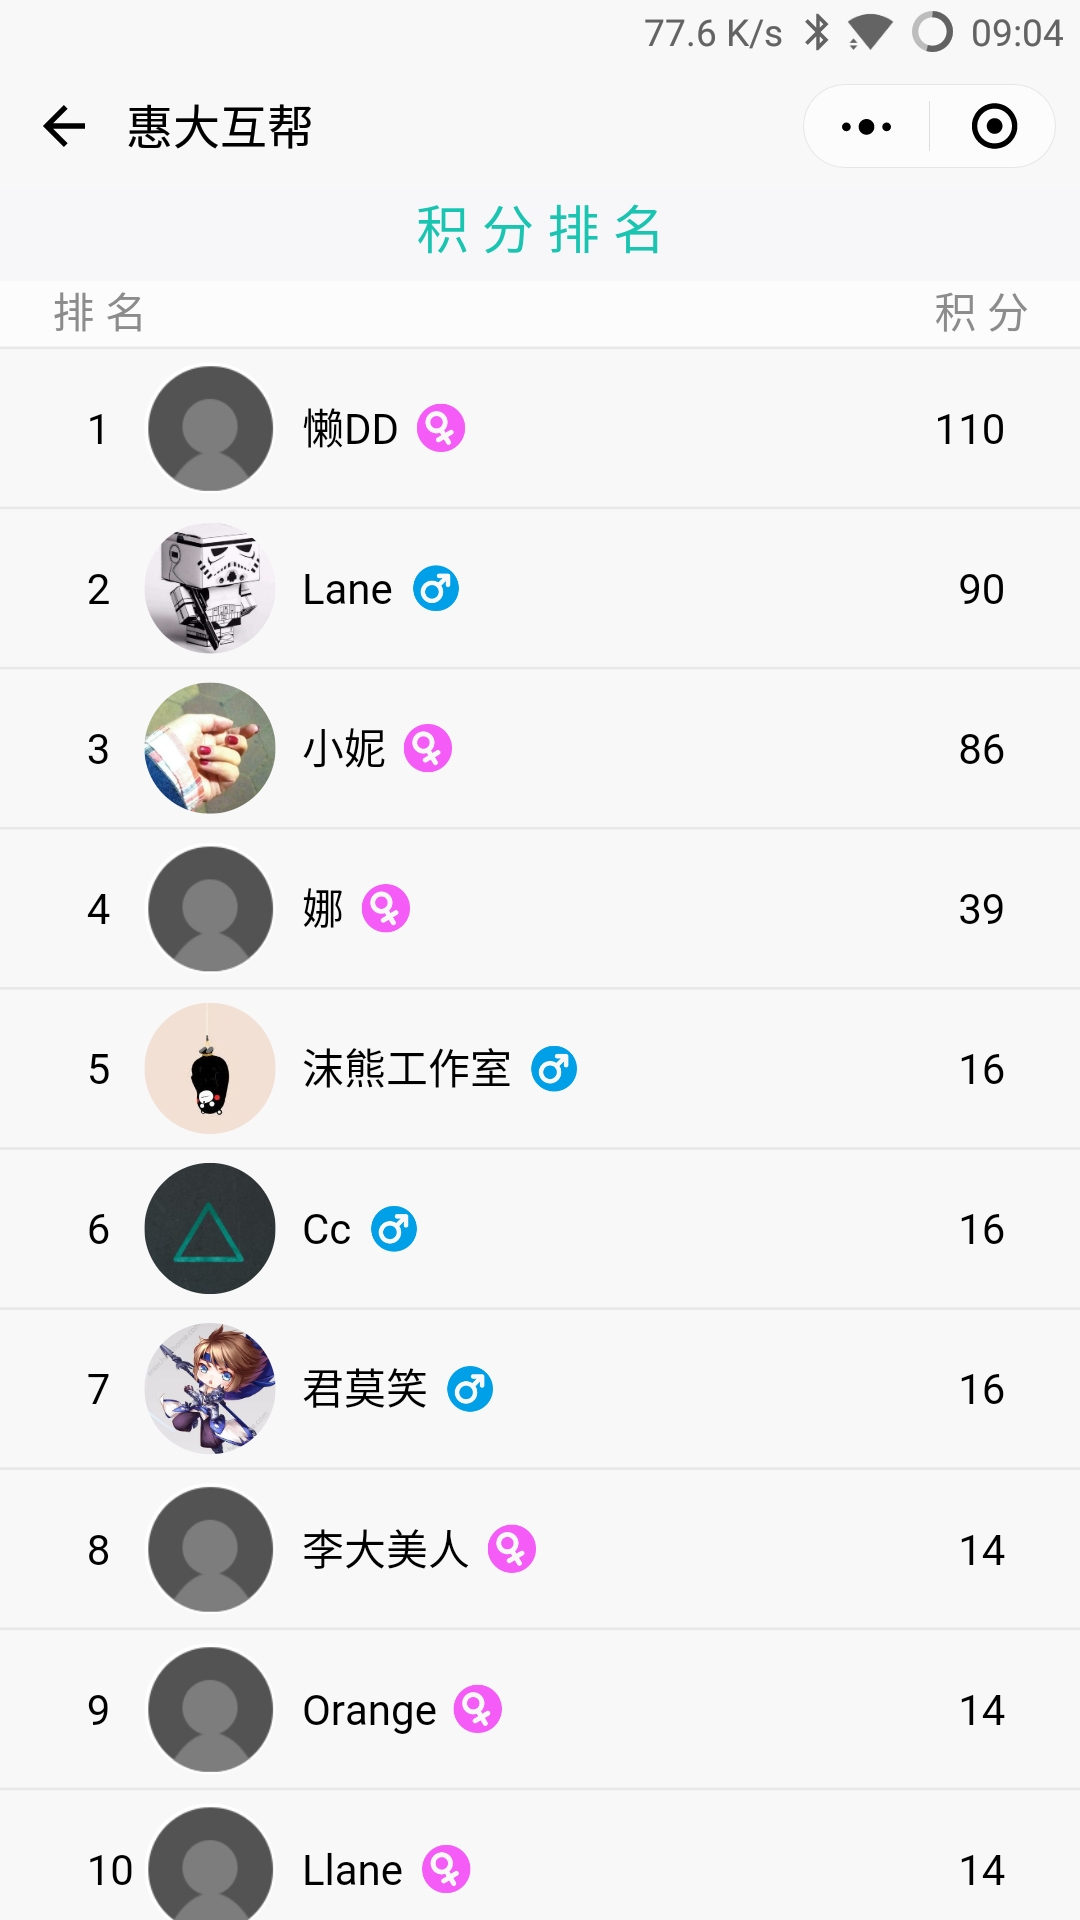 77.6 K/s 09:04
惠大互帮
积分排名
排名 积分
1 懒DD 110
2 Lane 90
3 小妮 86
4 娜 39
5 沫熊工作室 16
6 Cc 16
7 君莫笑 16
8 李大美人 14
9 Orange 14
10 Llane 14